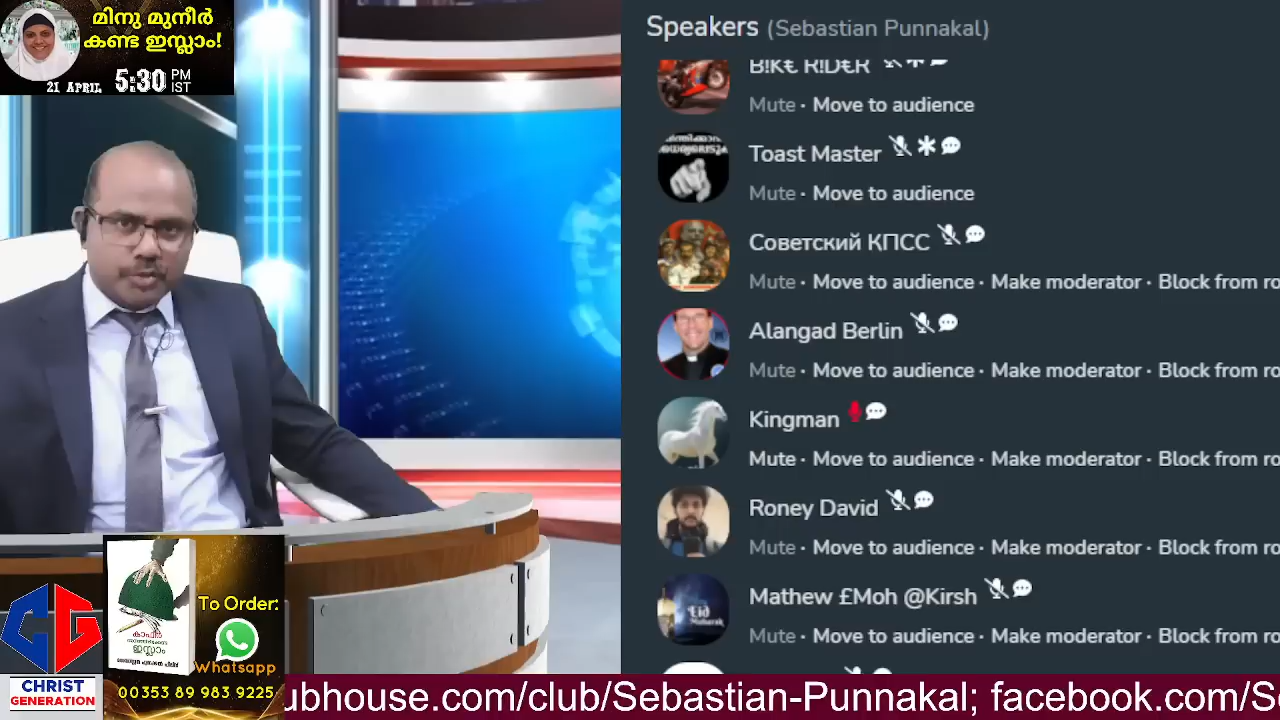 മിനു മുനീർ
കണ്ട ഇസ്ലാം!
21 APRIL 5:30 PM IST
Speakers (Sebastian Punnakal)
B!K€ R!D€R
Mute · Move to audience
Toast Master
Mute · Move to audience
Советский КПСС
Mute · Move to audience · Make moderator · Block from ro
Alangad Berlin
Mute · Move to audience · Make moderator · Block from ro
Kingman
Mute · Move to audience · Make moderator · Block from ro
Roney David
Mute · Move to audience · Make moderator · Block from ro
Mathew £Moh @Kirsh
Mute · Move to audience · Make moderator · Block from ro
Eid
Mubarak
കാഫിർ
ഇസ്ലാം
To Order:
Whatsapp
00353 89 983 9225
CG
CHRIST
GENERATION
ubhouse.com/club/Sebastian-Punnakal; facebook.com/S